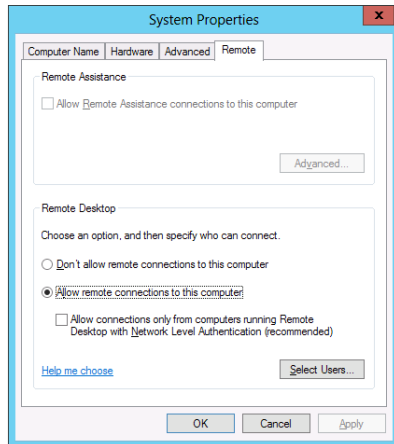 System Properties
x
Computer Name Hardware Advanced Remote
Remote Assistance
Allow Remote Assistance connections to this computer
Advanced...
Remote Desktop
Choose an option, and then specify who can connect.
Don't allow remote connections to this computer
Allow remote connections to this computer
Allow connections only from computers running Remote
Desktop with Network Level Authentication (recommended)
Help me choose Select Users...
OK Cancel Apply